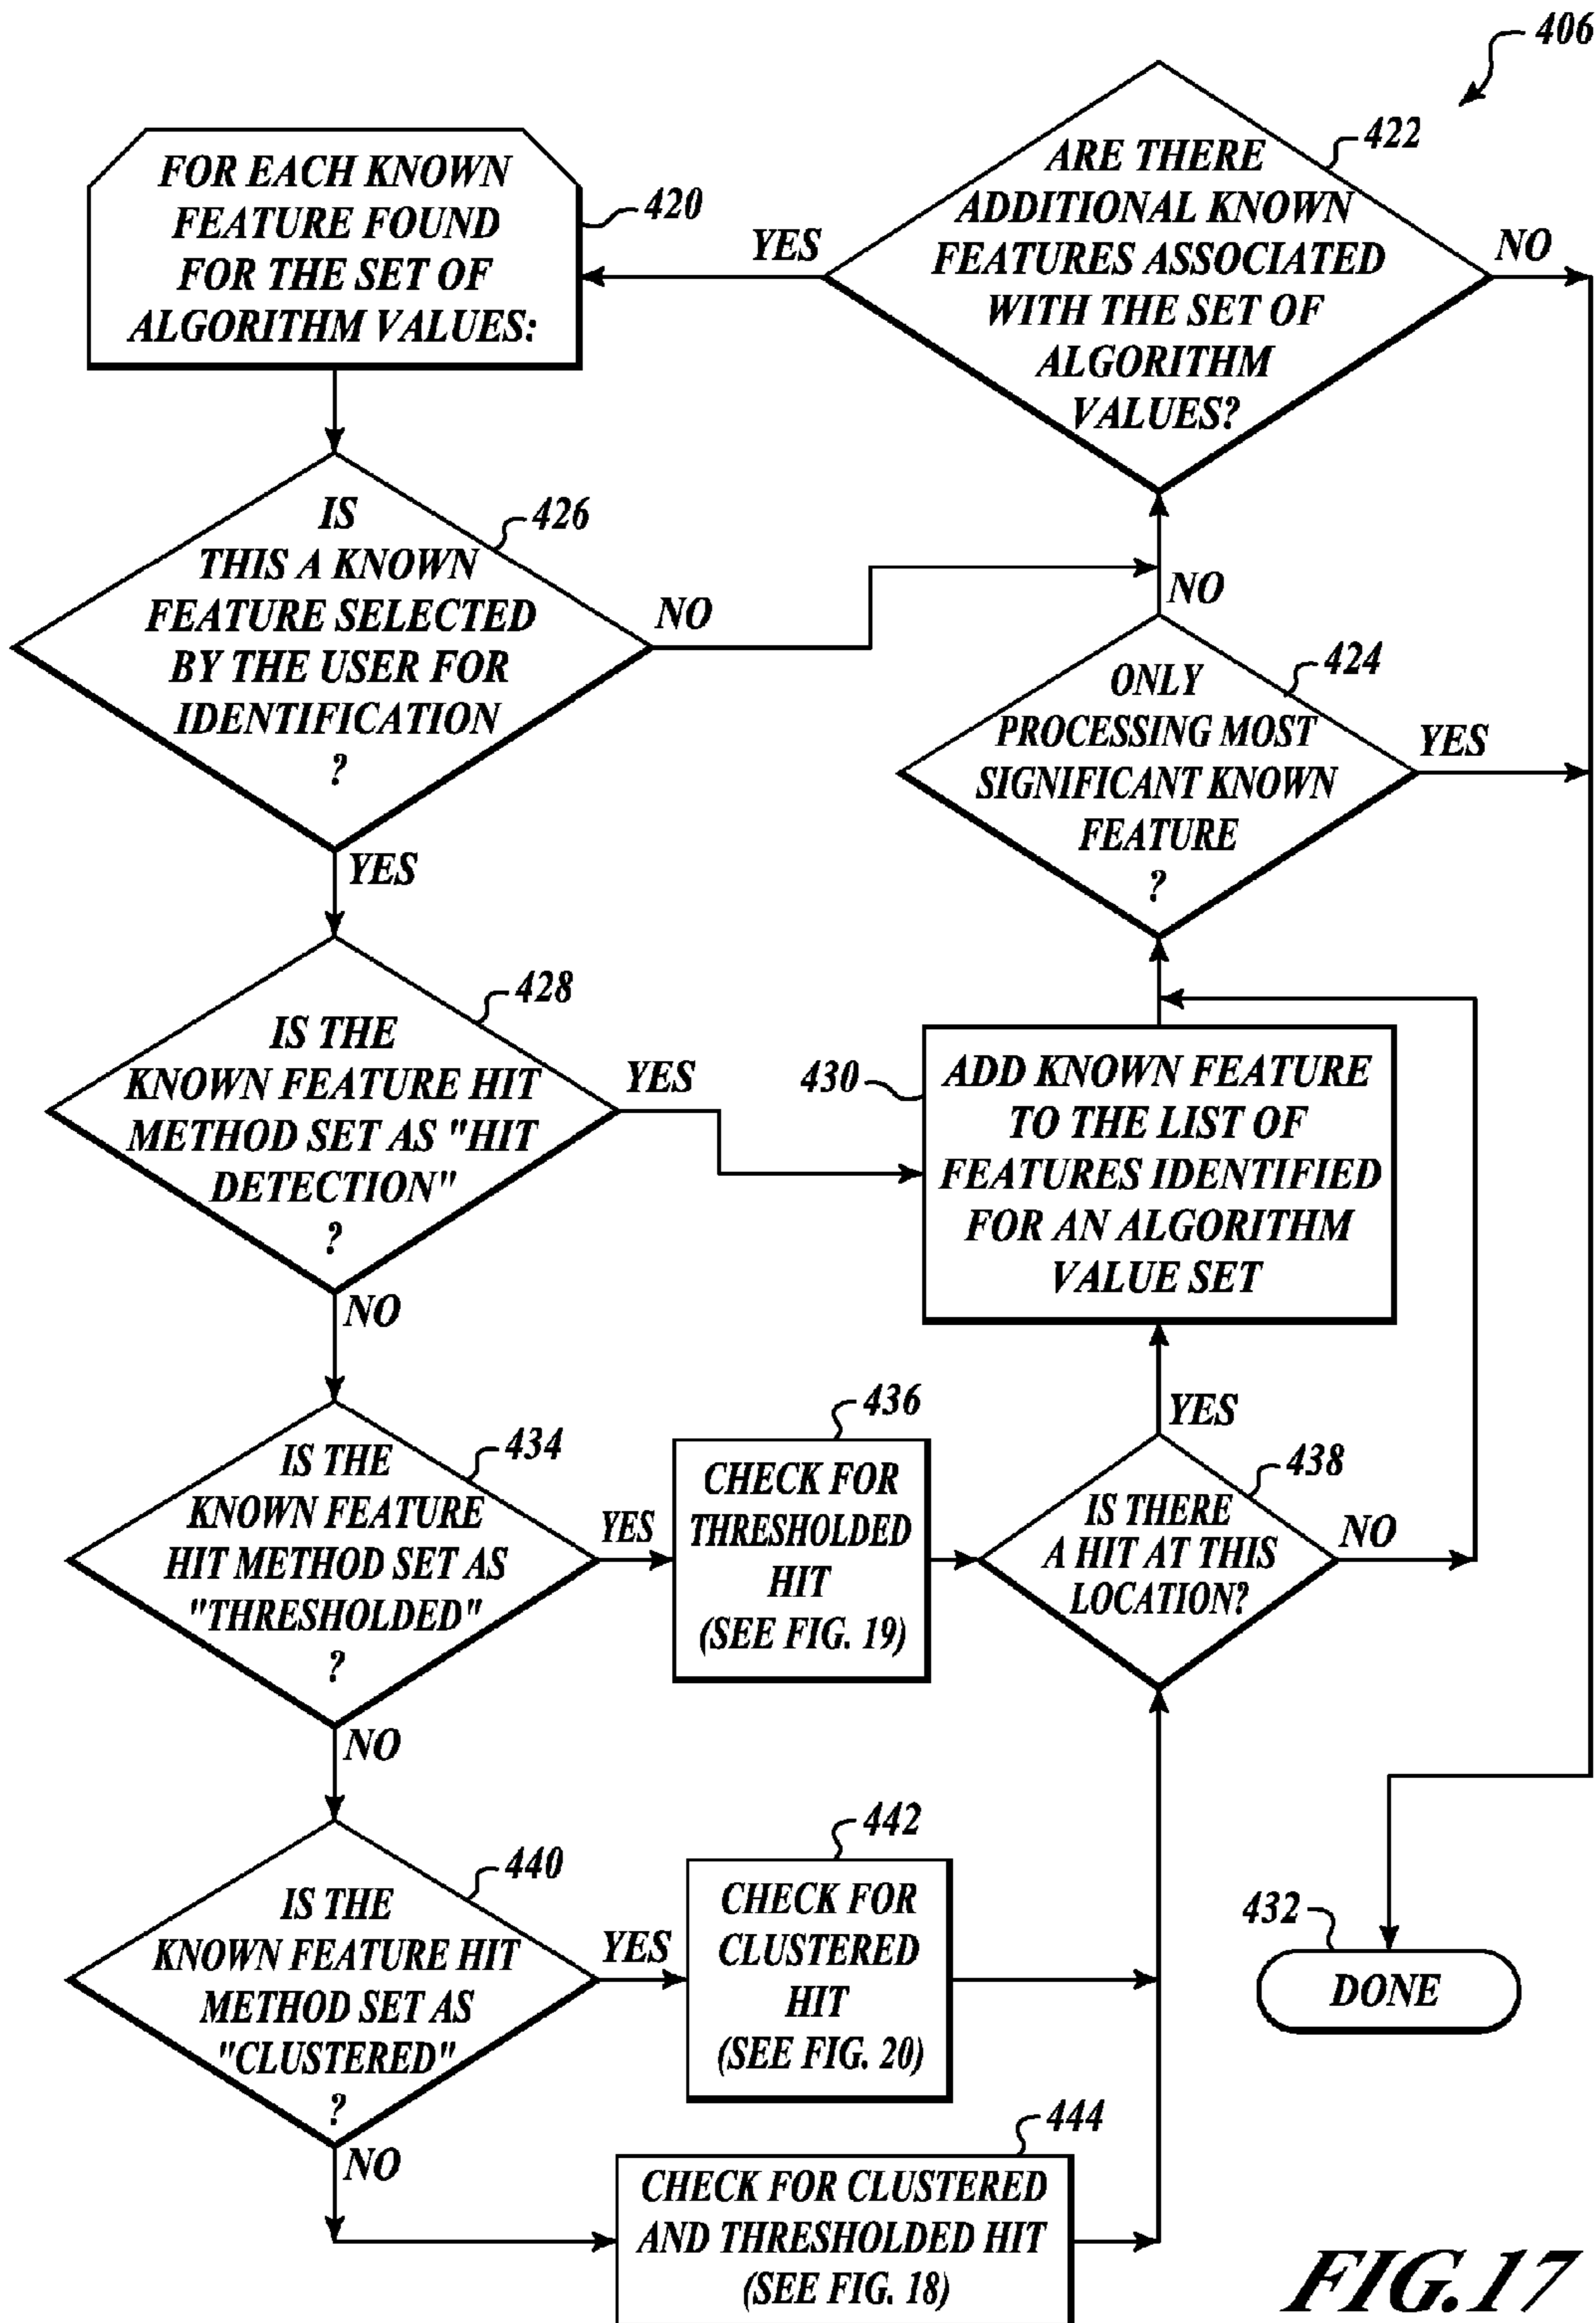 406
FOR EACH KNOWN
FEATURE FOUND
FOR THE SET OF
ALGORITHM VALUES:
420
ARE THERE
ADDITIONAL KNOWN
FEATURES ASSOCIATED
WITH THE SET OF
ALGORITHM
VALUES?
422
YES
NO
IS
THIS A KNOWN
FEATURE SELECTED
BY THE USER FOR
IDENTIFICATION
?
426
NO
YES
NO
ONLY
PROCESSING MOST
SIGNIFICANT KNOWN
FEATURE
?
424
YES
IS THE
KNOWN FEATURE HIT
METHOD SET AS "HIT
DETECTION"
?
428
YES
NO
430
ADD KNOWN FEATURE
TO THE LIST OF
FEATURES IDENTIFIED
FOR AN ALGORITHM
VALUE SET
IS THE
KNOWN FEATURE
HIT METHOD SET AS
"THRESHOLDED"
?
434
YES
NO
436
CHECK FOR
THRESHOLDED
HIT
(SEE FIG. 19)
YES
438
IS THERE
A HIT AT THIS
LOCATION?
NO
IS THE
KNOWN FEATURE HIT
METHOD SET AS
"CLUSTERED"
?
440
YES
NO
442
CHECK FOR
CLUSTERED
HIT
(SEE FIG. 20)
432
DONE
444
CHECK FOR CLUSTERED
AND THRESHOLDED HIT
(SEE FIG. 18)
FIG.17